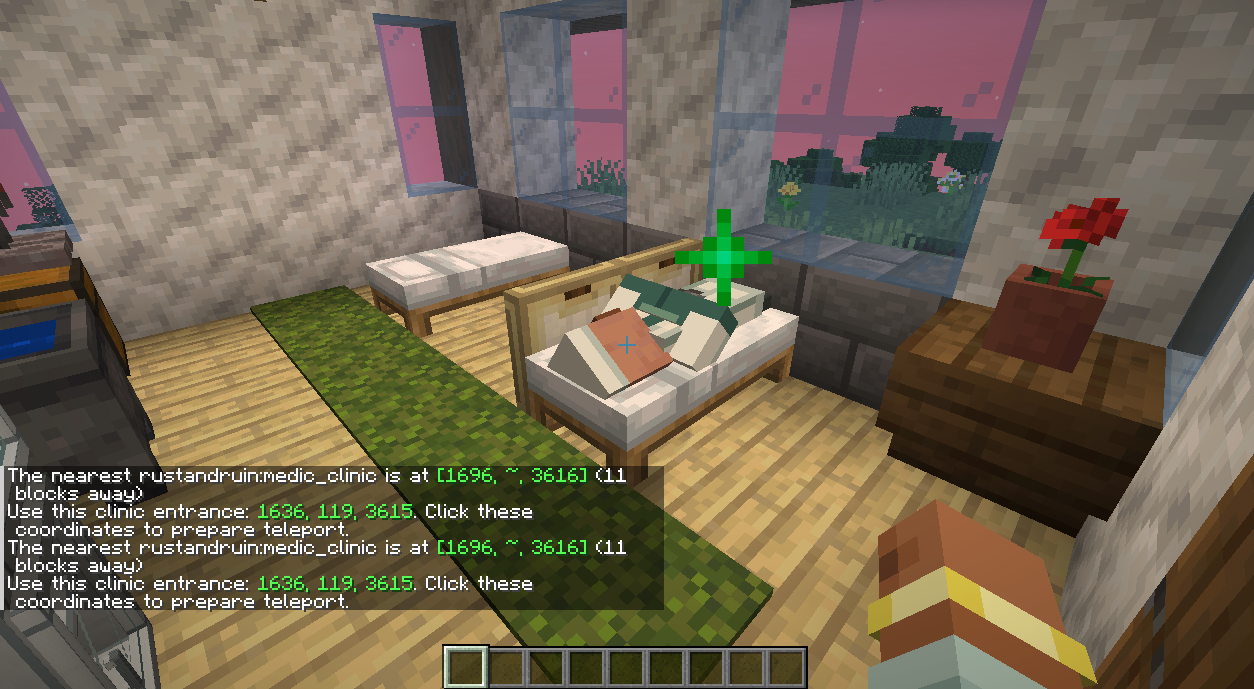 The nearest rustandruin:medic_clinic is at [1696, ~, 3616] (11
blocks away)
Use this clinic entrance: 1636, 119, 3615. Click these
coordinates to prepare teleport.
The nearest rustandruin:medic_clinic is at [1696, ~, 3616] (11
blocks away)
Use this clinic entrance: 1636, 119, 3615. Click these
coordinates to prepare teleport.